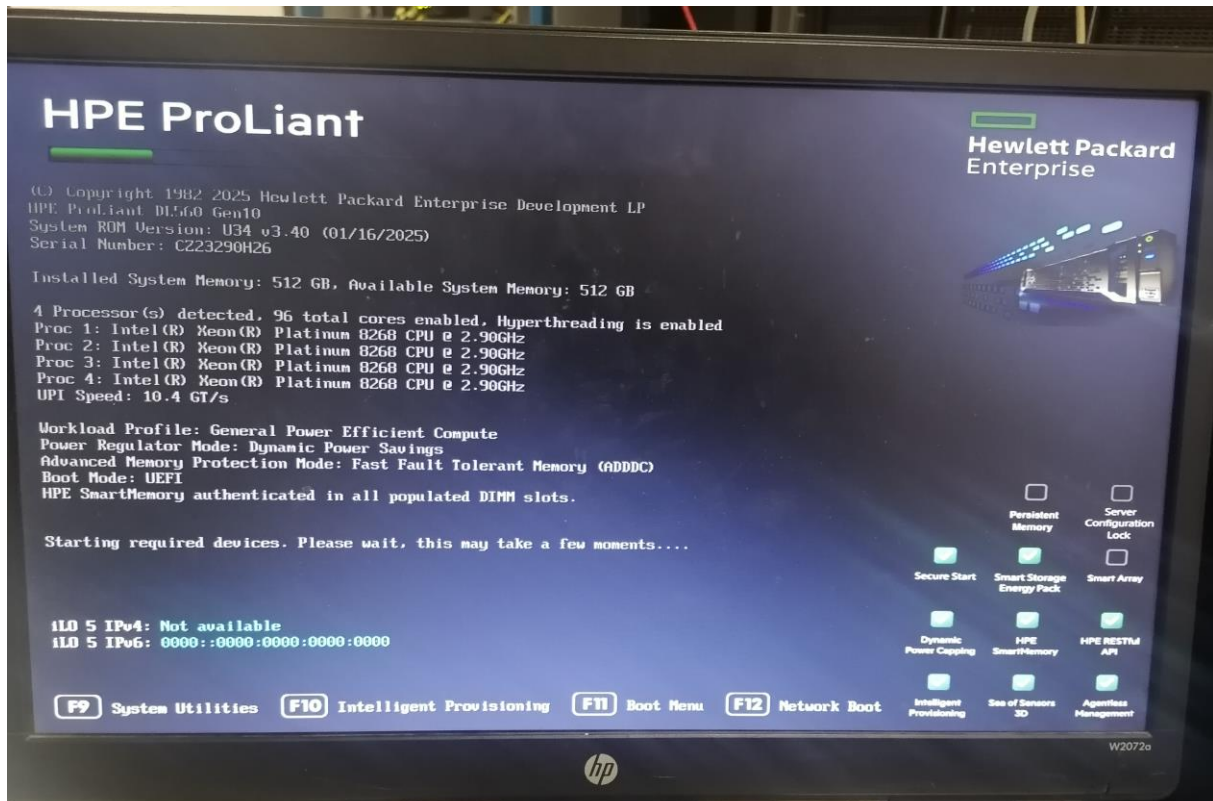 HPE ProLiant
Hewlett Packard
Enterprise
(C) Copyright 1982 2025 Hewlett Packard Enterprise Development LP
HPE ProLiant DL560 Gen10
System ROM Version: U34 v3.40 (01/16/2025)
Serial Number: CZ23290H26
Installed System Memory: 512 GB, Available System Memory: 512 GB
4 Processor(s) detected, 96 total cores enabled, Hyperthreading is enabled
Proc 1: Intel(R) Xeon(R) Platinum 8268 CPU @ 2.90GHz
Proc 2: Intel(R) Xeon(R) Platinum 8268 CPU @ 2.90GHz
Proc 3: Intel(R) Xeon(R) Platinum 8268 CPU @ 2.90GHz
Proc 4: Intel(R) Xeon(R) Platinum 8268 CPU @ 2.90GHz
UPI Speed: 10.4 GT/s
Workload Profile: General Power Efficient Compute
Power Regulator Mode: Dynamic Power Savings
Advanced Memory Protection Mode: Fast Fault Tolerant Memory (ADDDC)
Boot Mode: UEFI
HPE SmartMemory authenticated in all populated DIMM slots.
Starting required devices. Please wait, this may take a few moments....
iLO 5 IPv4: Not available
iLO 5 IPv6: 0000::0000:0000:0000:0000
Persistent
Memory
Server
Configuration
Lock
Secure Start
Smart Storage
Energy Pack
Smart Array
Dynamic
Power Capping
HPE
SmartMemory
HPE RESTful
API
Intelligent
Provisioning
Sea of Sensors
3D
Agentless
Management
F9 System Utilities F10 Intelligent Provisioning F11 Boot Menu F12 Network Boot
hp
W2072a